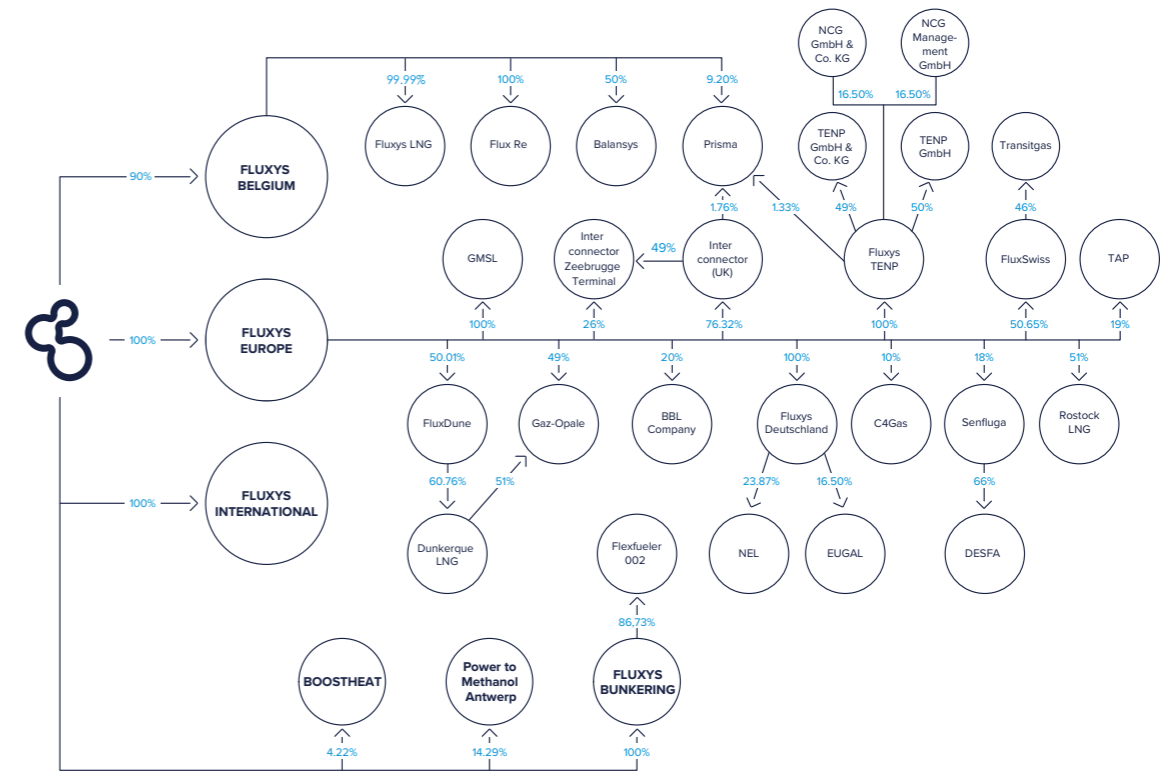 NCG
GmbH &
Co. KG
NCG
Manage-
ment
GmbH
99.99%
100%
50%
9.20%
16.50%
16.50%
Fluxys LNG
Flux Re
Balansys
Prisma
TENP
GmbH &
Co. KG
TENP
GmbH
Transitgas
90%
FLUXYS
BELGIUM
1.76%
1.33%
49%
50%
46%
GMSL
Inter
connector
Zeebrugge
Terminal
49%
Inter
connector
(UK)
Fluxys
TENP
FluxSwiss
TAP
100%
26%
76.32%
100%
50.65%
19%
100%
FLUXYS
EUROPE
50.01%
49%
20%
100%
10%
18%
51%
FluxDune
Gaz-Opale
BBL
Company
Fluxys
Deutschland
C4Gas
Senfluga
Rostock
LNG
60.76%
51%
23.87%
16.50%
66%
100%
FLUXYS
INTERNATIONAL
Dunkerque
LNG
Flexfueler
002
NEL
EUGAL
DESFA
86,73%
BOOSTHEAT
Power to
Methanol
Antwerp
FLUXYS
BUNKERING
4.22%
14.29%
100%